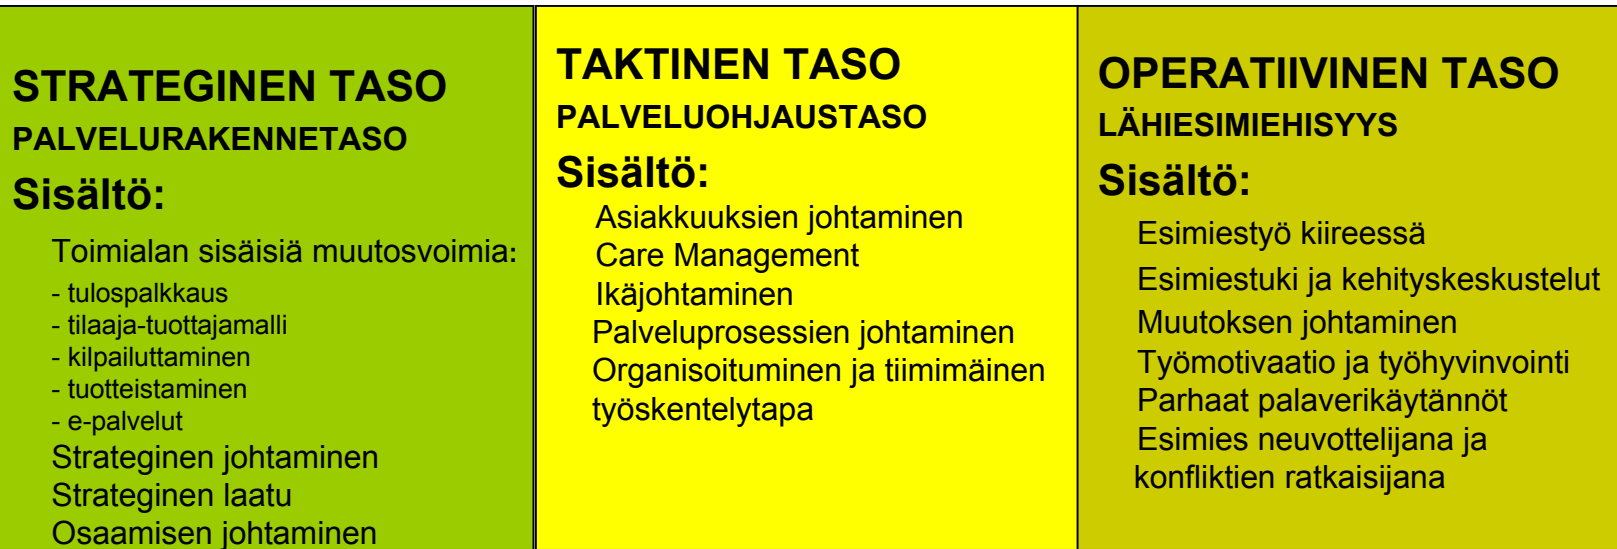 STRATEGINEN TASO
PALVELURAKENNETASO
Sisältö:
Toimialan sisäisiä muutosvoimia:
- tulospalkkaus
- tilaaja-tuottajamalli
- kilpailuttaminen
- tuotteistaminen
- e-palvelut
Strateginen johtaminen
Strateginen laatu
Osaamisen johtaminen
TAKTINEN TASO
PALVELUOHJAUSTASO
Sisältö:
Asiakkuuksien johtaminen
Care Management
Ikäjohtaminen
Palveluprosessien johtaminen
Organisoituminen ja tiimimäinen
työskentelytapa
OPERATIIVINEN TASO
LÄHIESIMIEHISYYS
Sisältö:
Esimiestyö kiireessä
Esimiestuki ja kehityskeskustelut
Muutoksen johtaminen
Työmotivaatio ja työhyvinvointi
Parhaat palaverikäytännöt
Esimies neuvottelijana ja
konfliktien ratkaisijana